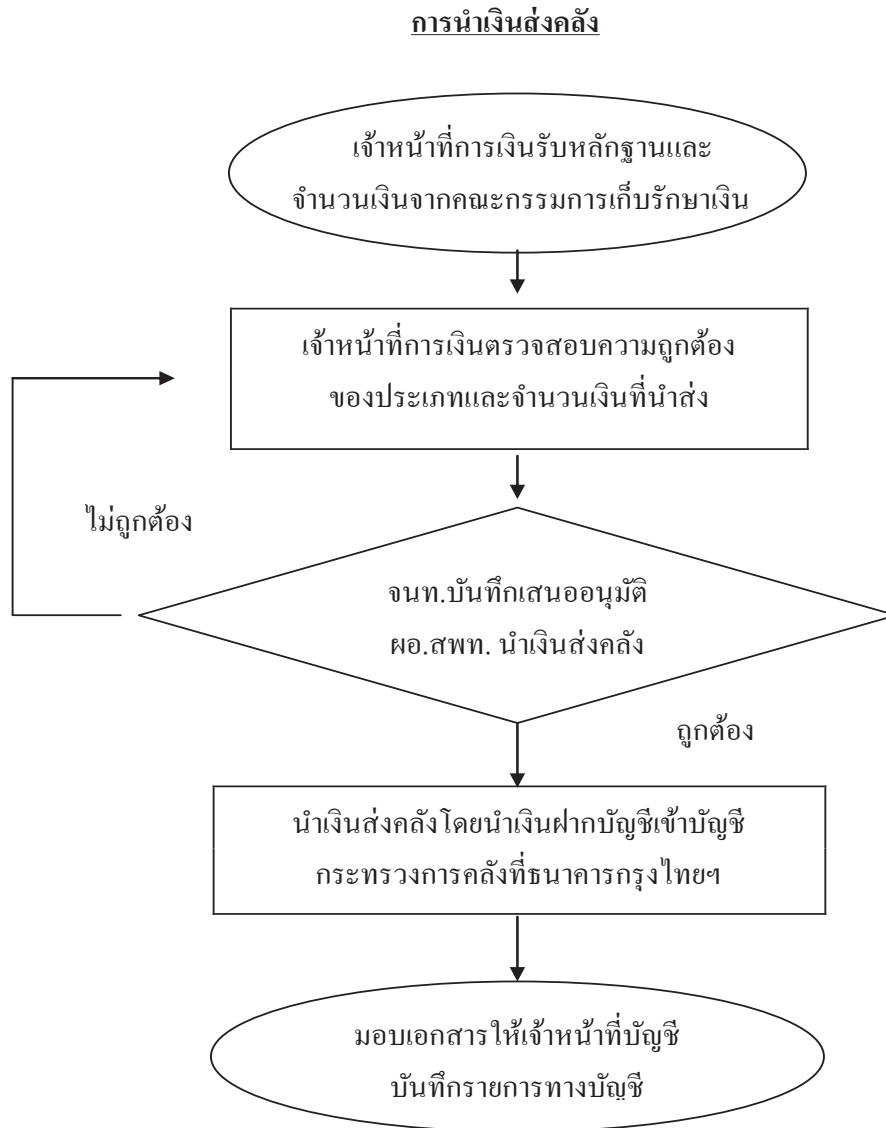 การนำเงินส่งคลัง
เจ้าหน้าที่การเงินรับหลักฐานและ
จำนวนเงินจากคณะกรรมการเก็บรักษาเงิน
เจ้าหน้าที่การเงินตรวจสอบความถูกต้อง
ของประเภทและจำนวนเงินที่นำส่ง
ไม่ถูกต้อง
จนท.บันทึกเสนออนุมัติ
ผอ.สพท. นำเงินส่งคลัง
ถูกต้อง
นำเงินส่งคลังโดยนำเงินฝากบัญชีเข้าบัญชี
กระทรวงการคลังที่ธนาคารกรุงไทยฯ
มอบเอกสารให้เจ้าหน้าที่บัญชี
บันทึกรายการทางบัญชี